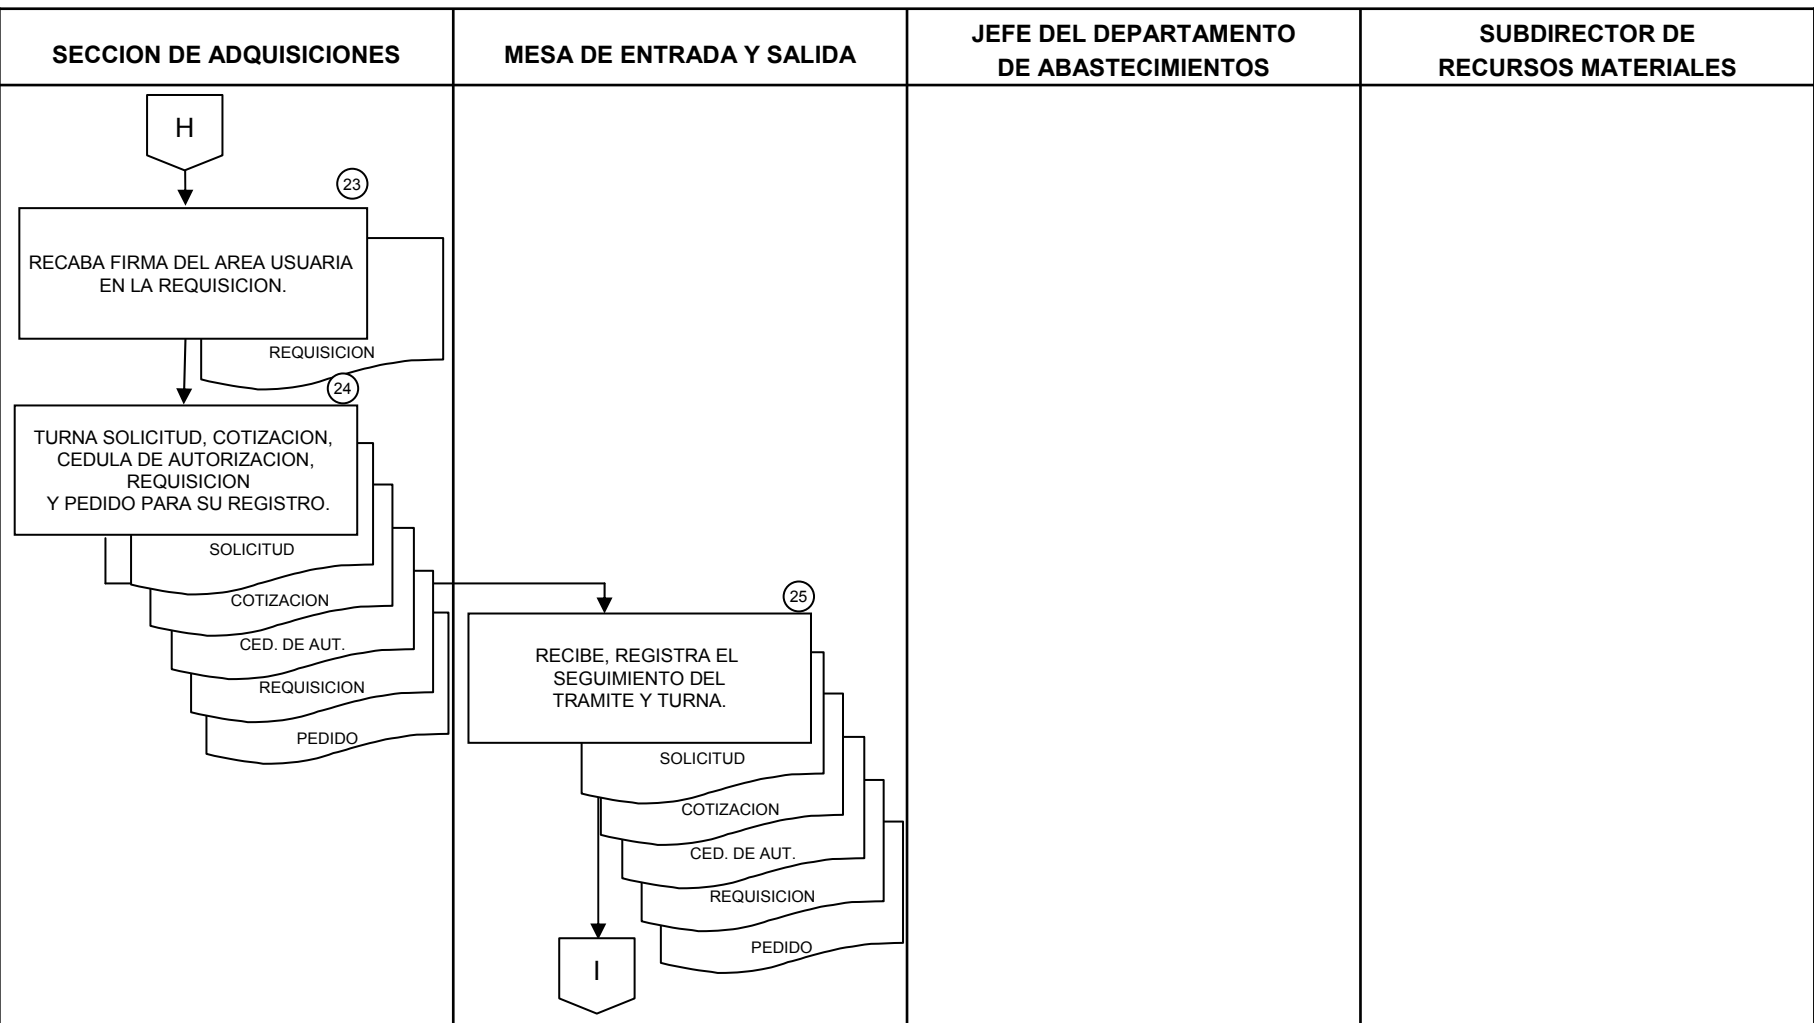 SECCION DE ADQUISICIONES
MESA DE ENTRADA Y SALIDA
JEFE DEL DEPARTAMENTO
DE ABASTECIMIENTOS
SUBDIRECTOR DE
RECURSOS MATERIALES
H
23
RECABA FIRMA DEL AREA USUARIA
EN LA REQUISICION.
REQUISICION
24
TURNA SOLICITUD, COTIZACION,
CEDULA DE AUTORIZACION,
REQUISICION
Y PEDIDO PARA SU REGISTRO.
SOLICITUD
COTIZACION
CED. DE AUT.
REQUISICION
PEDIDO
25
RECIBE, REGISTRA EL
SEGUIMIENTO DEL
TRAMITE Y TURNA.
SOLICITUD
COTIZACION
CED. DE AUT.
REQUISICION
PEDIDO
I